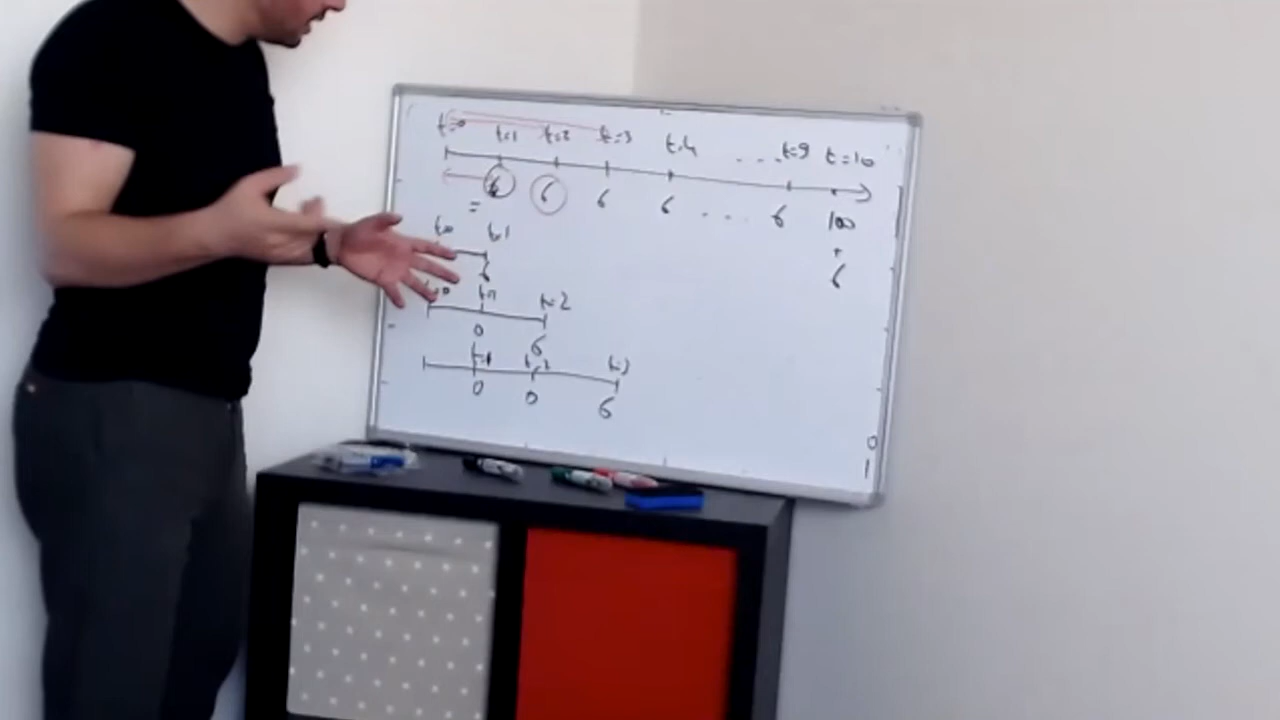 t=0 t=1 t=2 t=3 t=4 .... t=9 t=10
6 6 6 6 .... 6 100
=
+
6
t=0 t=1
6
t=0 t=1 t=2
0 6
t=1 t=2 t=3
0 0 6